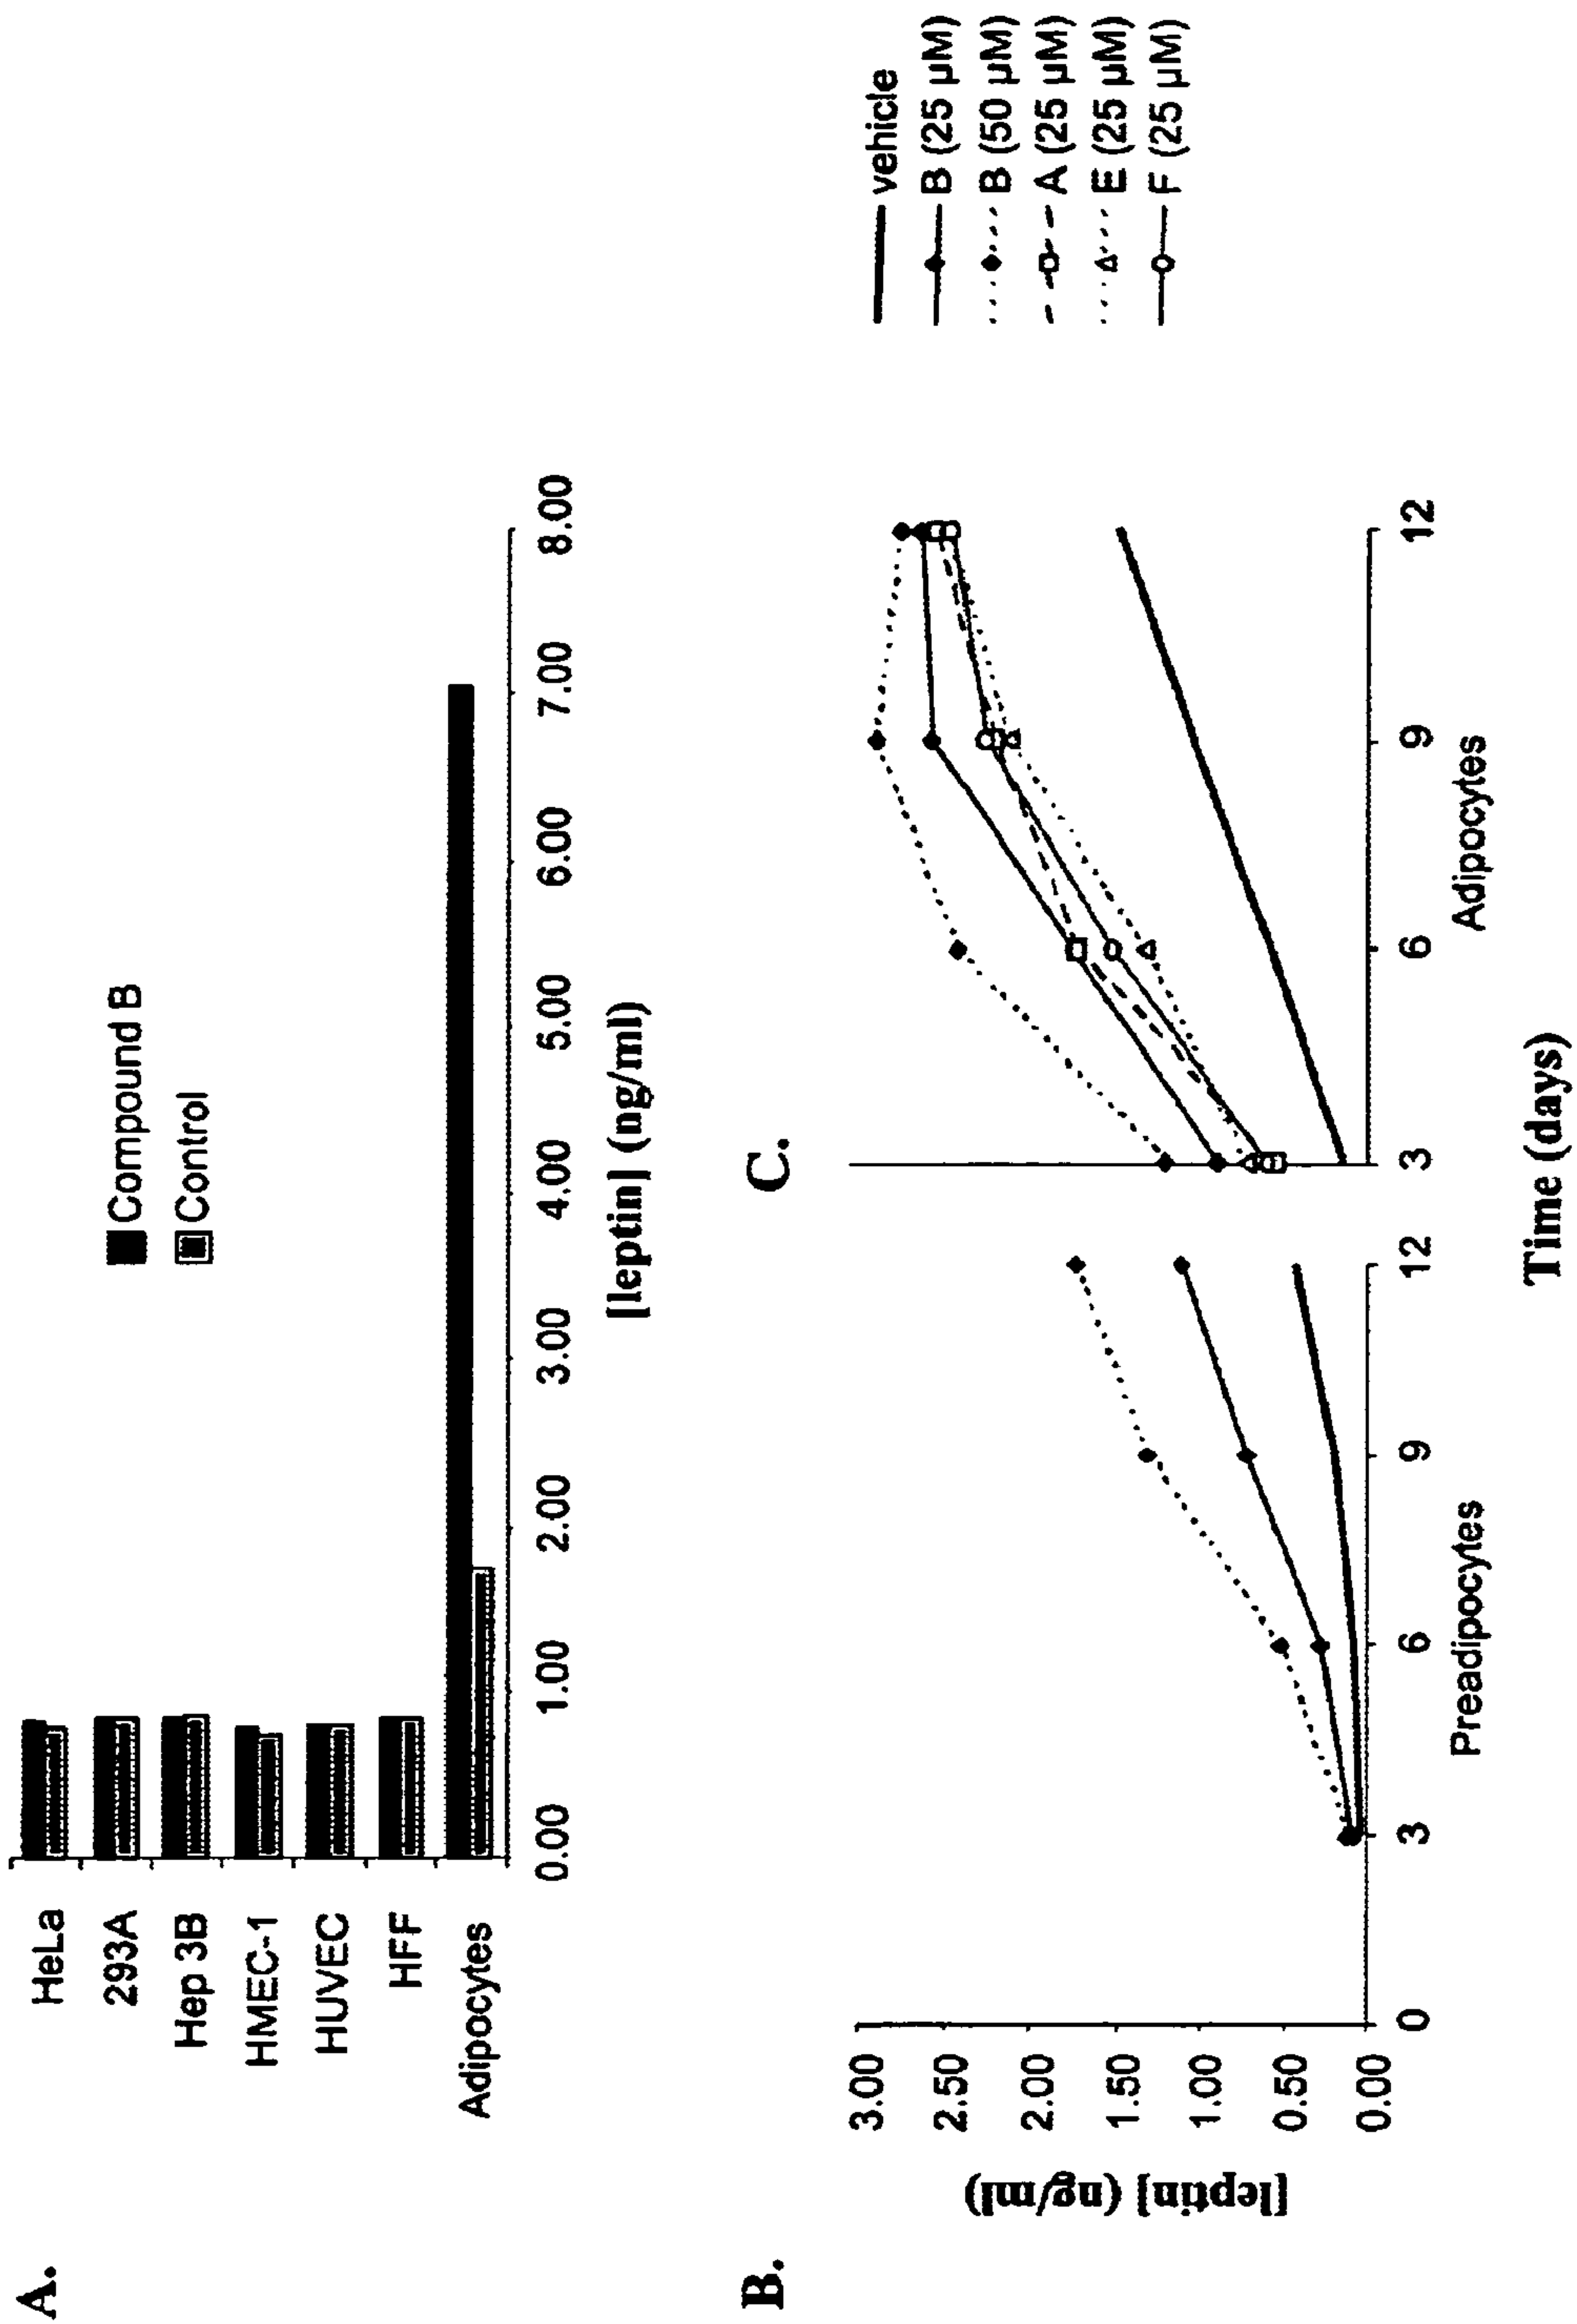 A.
HeLa
293A
Hep 3B
HMEC-1
HUVEC
HFF
Adipocytes
Compound B
Control
0.00 1.00 2.00 3.00 4.00 5.00 6.00 7.00 8.00
[leptin] (ng/ml)
B.
[leptin] (ng/ml)
3.00
2.50
2.00
1.50
1.00
0.50
0.00
0 3 6 9 12
Preadipocytes
C.
3 6 9 12
Adipocytes
Time (days)
vehicle
B (25 µM)
B (50 µM)
A (25 µM)
E (25 µM)
F (25 µM)